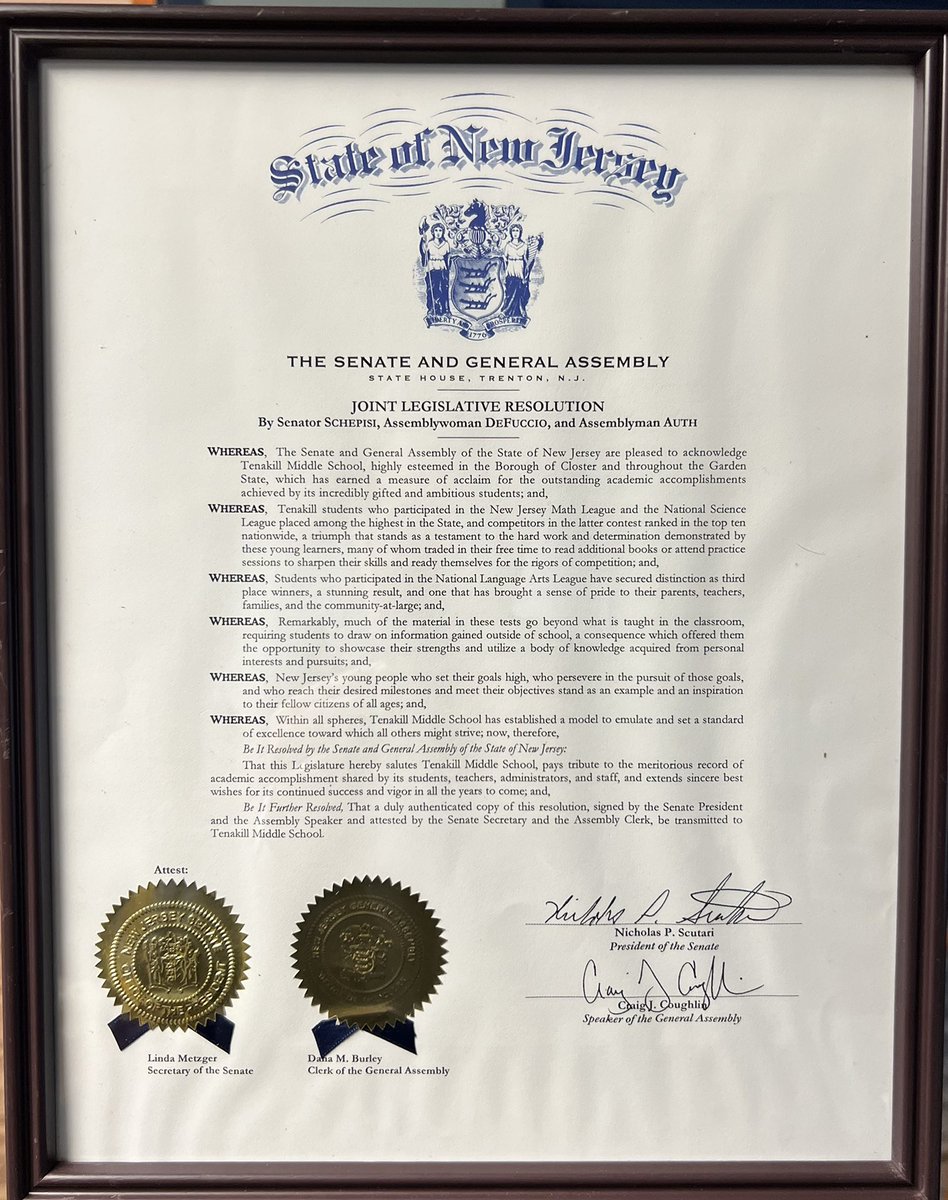 State of New Jersey
LIBERTY AND PROSPERITY
1776
THE SENATE AND GENERAL ASSEMBLY
STATE HOUSE, TRENTON, N.J.
JOINT LEGISLATIVE RESOLUTION
By Senator SCHEPISI, Assemblywoman DEFUCCIO, and Assemblyman AUTH
WHEREAS, The Senate and General Assembly of the State of New Jersey are pleased to acknowledge
Tenakill Middle School, highly esteemed in the Borough of Closter and throughout the Garden
State, which has earned a measure of acclaim for the outstanding academic accomplishments
achieved by its incredibly gifted and ambitious students; and,
WHEREAS, Tenakill students who participated in the New Jersey Math League and the National Science
League placed among the highest in the State, and competitors in the latter contest ranked in the top ten
nationwide, a triumph that stands as a testament to the hard work and determination demonstrated by
these young learners, many of whom traded in their free time to read additional books or attend practice
sessions to sharpen their skills and ready themselves for the rigors of competition; and,
WHEREAS, Students who participated in the National Language Arts League have secured distinction as third
place winners, a stunning result, and one that has brought a sense of pride to their parents, teachers,
families, and the community-at-large; and,
WHEREAS, Remarkably, much of the material in these tests go beyond what is taught in the classroom,
requiring students to draw on information gained outside of school, a consequence which offered them
the opportunity to showcase their strengths and utilize a body of knowledge acquired from personal
interests and pursuits; and,
WHEREAS, New Jersey's young people who set their goals high, who persevere in the pursuit of those goals,
and who reach their desired milestones and meet their objectives stand as an example and an inspiration
to their fellow citizens of all ages; and,
WHEREAS, Within all spheres, Tenakill Middle School has established a model to emulate and set a standard
of excellence toward which all others might strive; now, therefore,
Be It Resolved by the Senate and General Assembly of the State of New Jersey:
That this Legislature hereby salutes Tenakill Middle School, pays tribute to the meritorious record of
academic accomplishment shared by its students, teachers, administrators, and staff, and extends sincere best
wishes for its continued success and vigor in all the years to come; and,
Be It Further Resolved, That a duly authenticated copy of this resolution, signed by the Senate President
and the Assembly Speaker and attested by the Senate Secretary and the Assembly Clerk, be transmitted to
Tenakill Middle School.
Attest:
NEW JERSEY SENATE
GENERAL ASSEMBLY
Nicholas P. Scutari
Nicholas P. Scutari
President of the Senate
Craig J. Coughlin
Craig J. Coughlin
Speaker of the General Assembly
Linda Metzger
Secretary of the Senate
Dana M. Burley
Clerk of the General Assembly